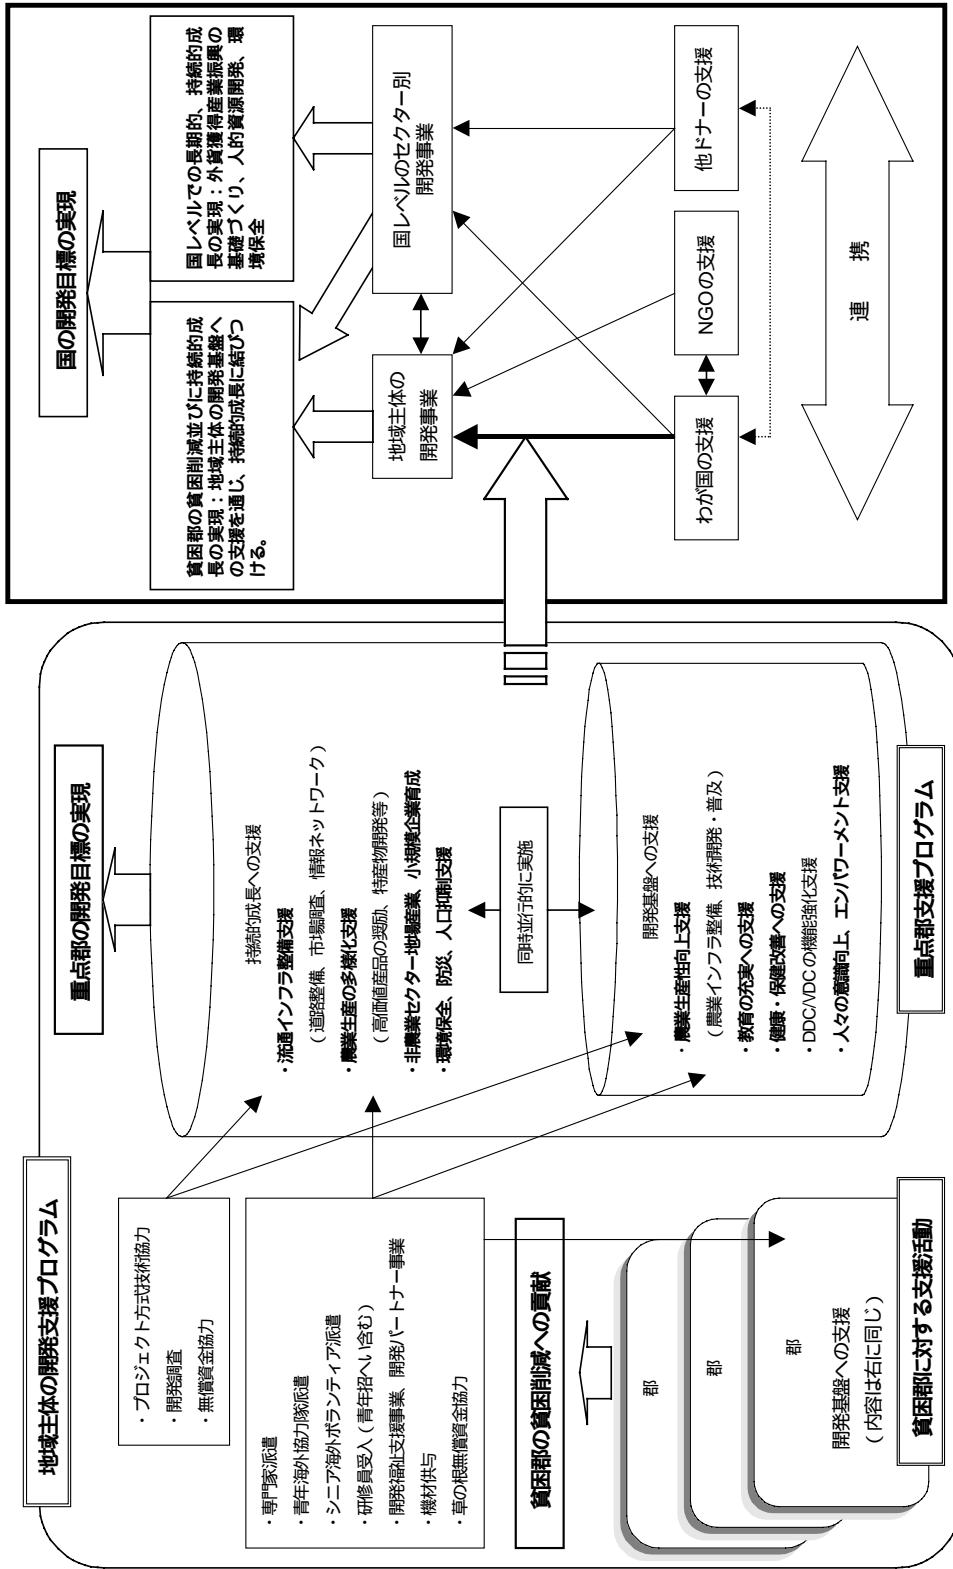 地域主体の開発支援プログラム
・プロジェクト方式技術協力
・開発調査
・無償資金協力
・専門家派遣
・青年海外協力隊派遣
・シニア海外ボランティア派遣
・研修員受入（青年招へい含む）
・開発福祉支援事業、開発パートナー事業
・機材供与
・草の根無償資金協力
貧困郡の貧困削減への貢献
郡
郡
郡
開発基盤への支援
（内容は右に同じ）
貧困郡に対する支援活動
重点郡の開発目標の実現
持続的成長への支援
・流通インフラ整備支援
（道路整備、市場調査、情報ネットワーク）
・農業生産の多様化支援
（高価値産品の奨励、特産物開発等）
・非農業セクター地場産業、小規模企業育成
・環境保全、防災、人口抑制支援
同時並行的に実施
開発基盤への支援
・農業生産性向上支援
（農業インフラ整備、技術開発・普及）
・教育の充実への支援
・健康・保健改善への支援
・DDC/VDCの機能強化支援
・人々の意識向上、エンパワーメント支援
重点郡支援プログラム
国の開発目標の実現
貧困郡の貧困削減並びに持続的成
長の実現：地域主体の開発基盤へ
の支援を通じ、持続的成長に結びつ
ける。
国レベルでの長期的、持続的成
長の実現：外貨獲得産業振興の
基礎づくり、人的資源開発、環
境保全
地域主体の
開発事業
国レベルのセクター別
開発事業
わが国の支援
NGOの支援
他ドナーの支援
連 携